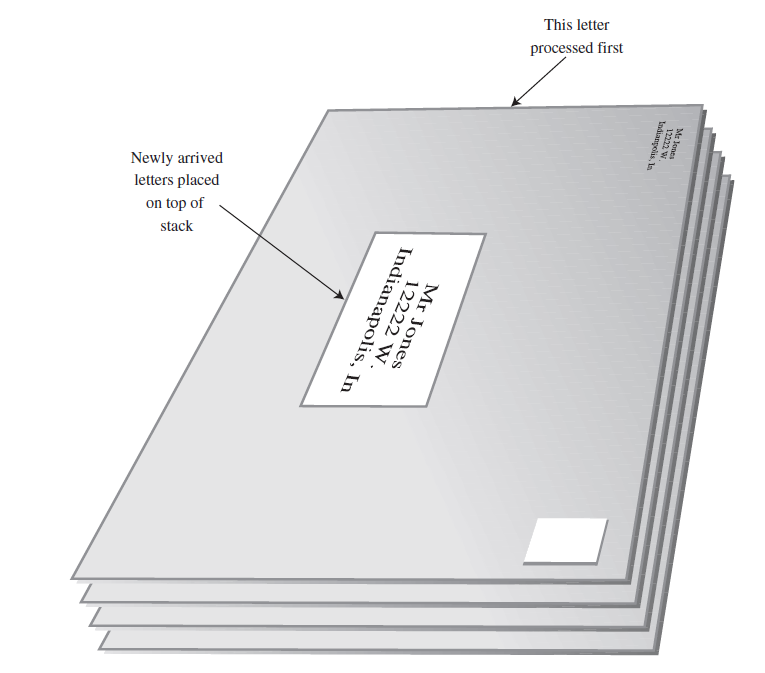 This letter
processed first
Newly arrived
letters placed
on top of
stack
Mr Jones
12222 W.
Indianapolis, In
Mr Jones
12222 W.
Indianapolis, In